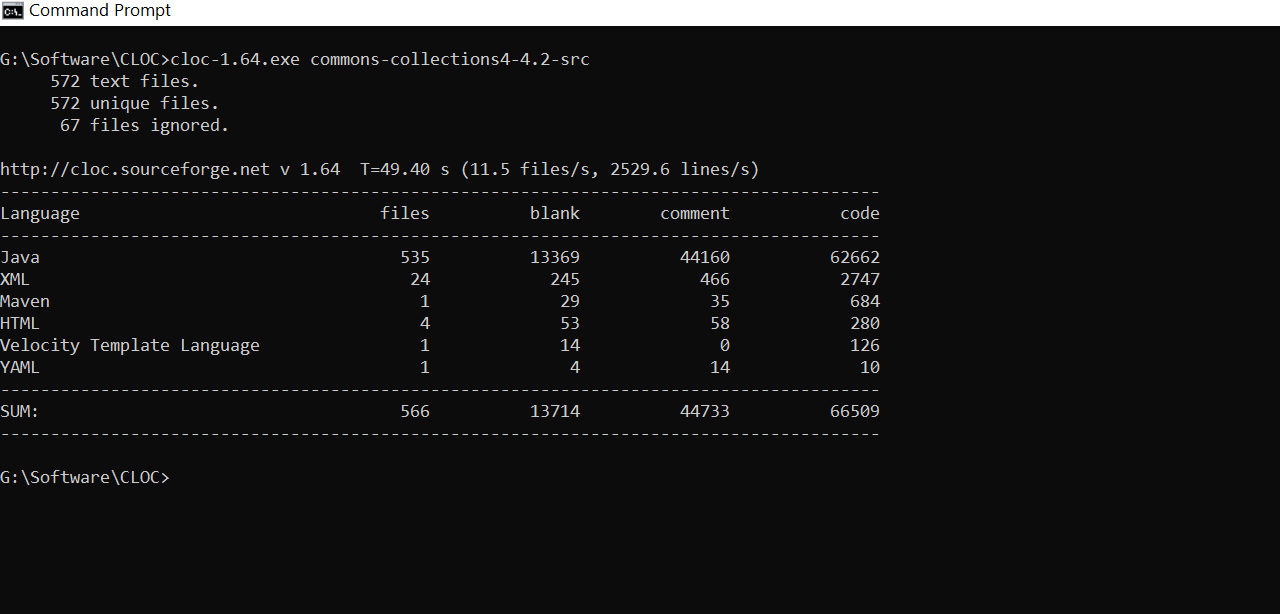 Command Prompt
G:\Software\CLOC>cloc-1.64.exe commons-collections4-4.2-src
     572 text files.
     572 unique files.
      67 files ignored.
http://cloc.sourceforge.net v 1.64  T=49.40 s (11.5 files/s, 2529.6 lines/s)
----------------------------------------------------------------------------------------
Language                              files          blank        comment           code
----------------------------------------------------------------------------------------
Java                                    535          13369          44160          62662
XML                                      24            245            466           2747
Maven                                     1             29             35            684
HTML                                      4             53             58            280
Velocity Template Language                1             14              0            126
YAML                                      1              4             14             10
----------------------------------------------------------------------------------------
SUM:                                    566          13714          44733          66509
----------------------------------------------------------------------------------------
G:\Software\CLOC>